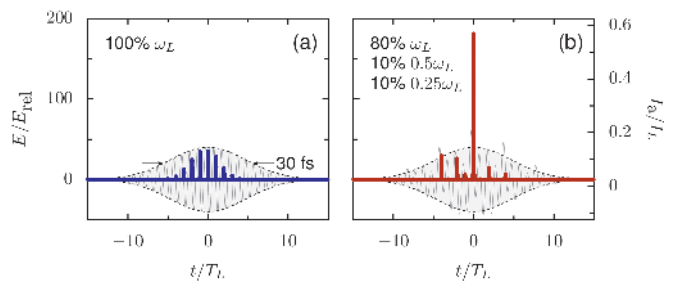 200
100
0
E/E_rel
100% ω_L
(a)
30 fs
−10
0
10
t/T_L
80% ω_L
10% 0.5ω_L
10% 0.25ω_L
(b)
0.6
0.4
0.2
0
I_a/I_L
−10
0
10
t/T_L